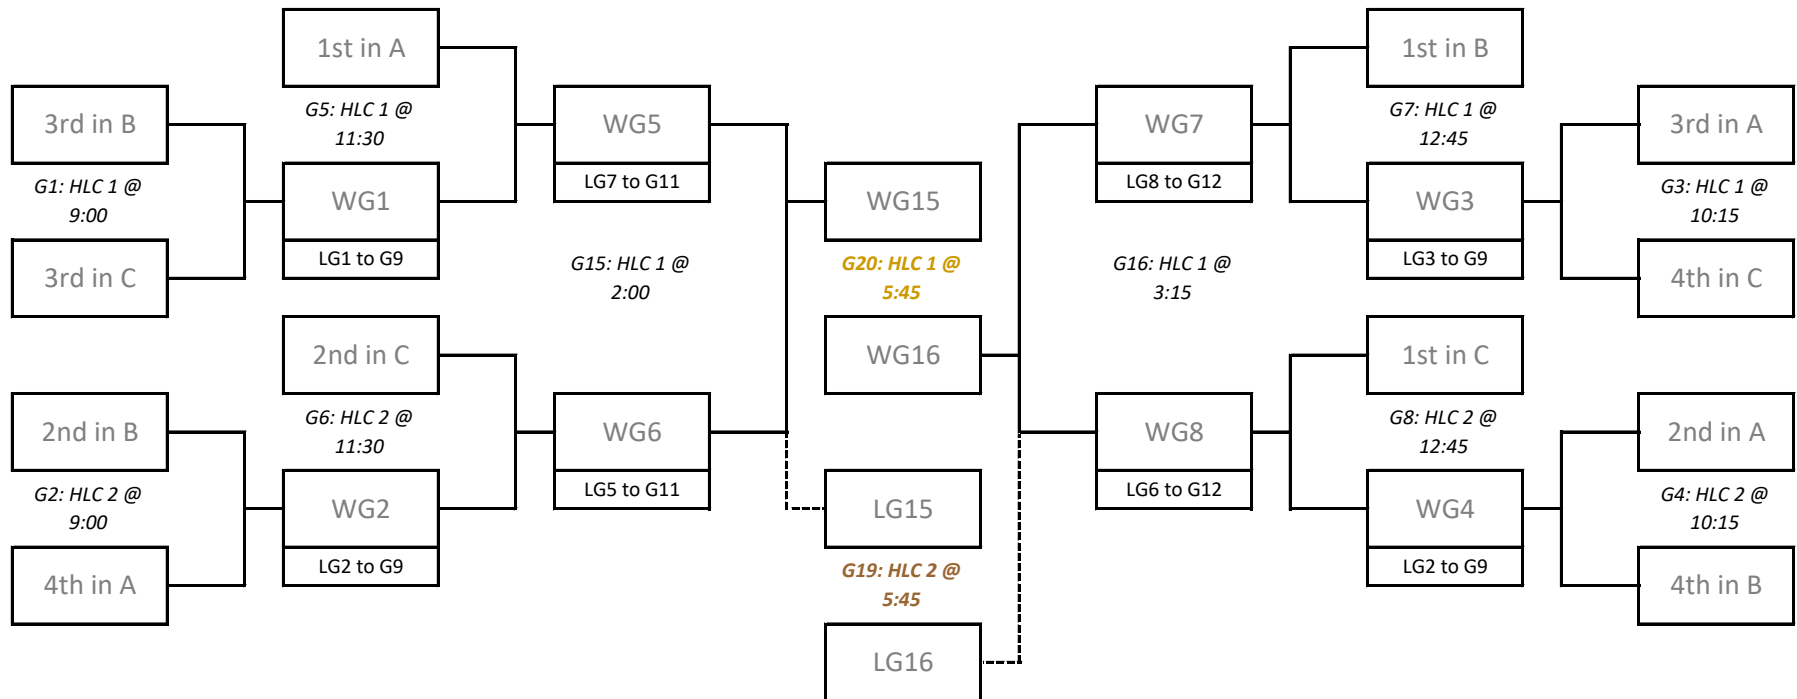 1st in A
1st in B
3rd in B
G5: HLC 1 @
11:30
WG5
WG7
G7: HLC 1 @
12:45
3rd in A
G1: HLC 1 @
9:00
WG1
LG7 to G11
WG15
LG8 to G12
WG3
G3: HLC 1 @
10:15
3rd in C
LG1 to G9
G15: HLC 1 @
2:00
G20: HLC 1 @
5:45
G16: HLC 1 @
3:15
LG3 to G9
4th in C
2nd in C
WG16
1st in C
2nd in B
G6: HLC 2 @
11:30
WG6
WG8
G8: HLC 2 @
12:45
2nd in A
G2: HLC 2 @
9:00
WG2
LG5 to G11
LG15
LG6 to G12
WG4
G4: HLC 2 @
10:15
4th in A
LG2 to G9
G19: HLC 2 @
5:45
LG2 to G9
4th in B
LG16